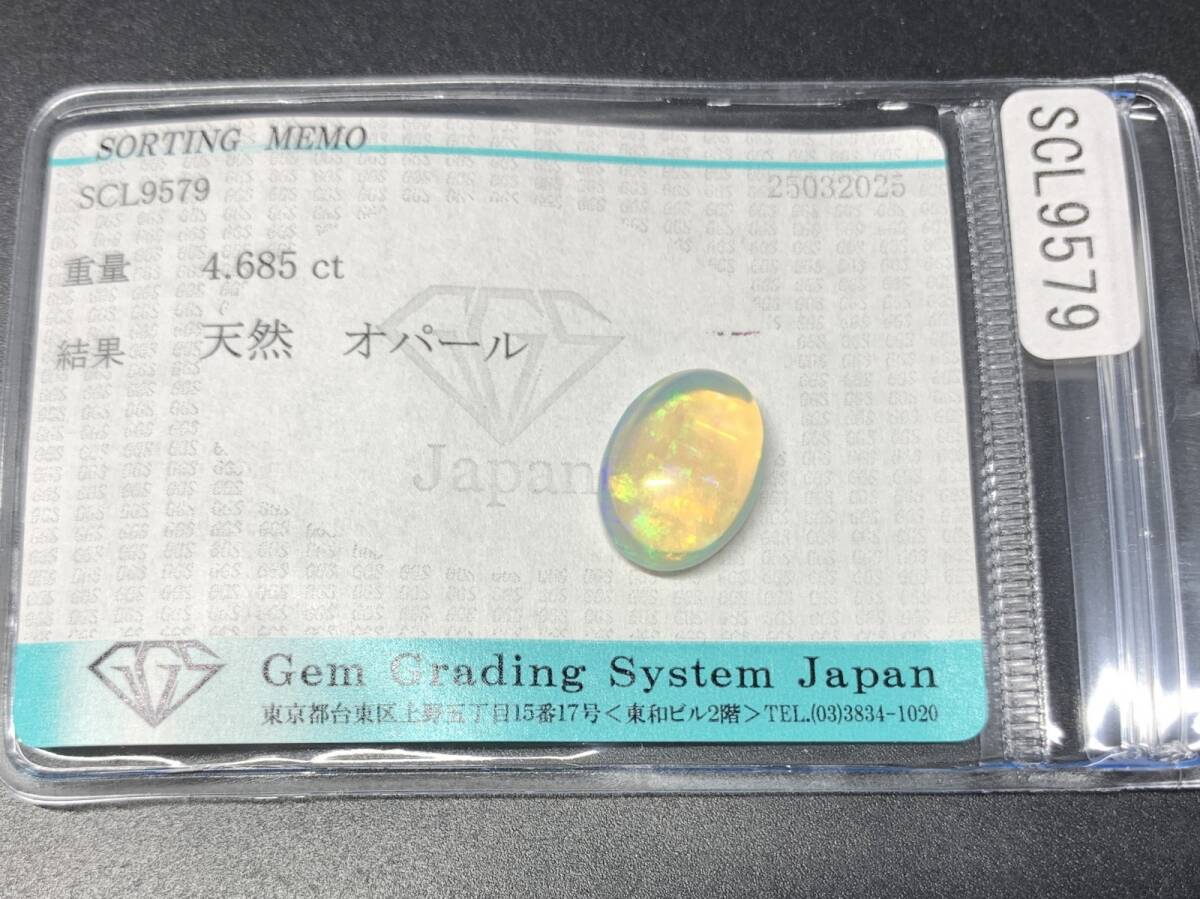 SORTING MEMO
SCL9579 25032025
重量 4.685 ct
結果 天然 オパール
Japan
GGS Gem Grading System Japan
東京都台東区上野五丁目15番17号<東和ビル2階>TEL.(03)3834-1020
SCL9579